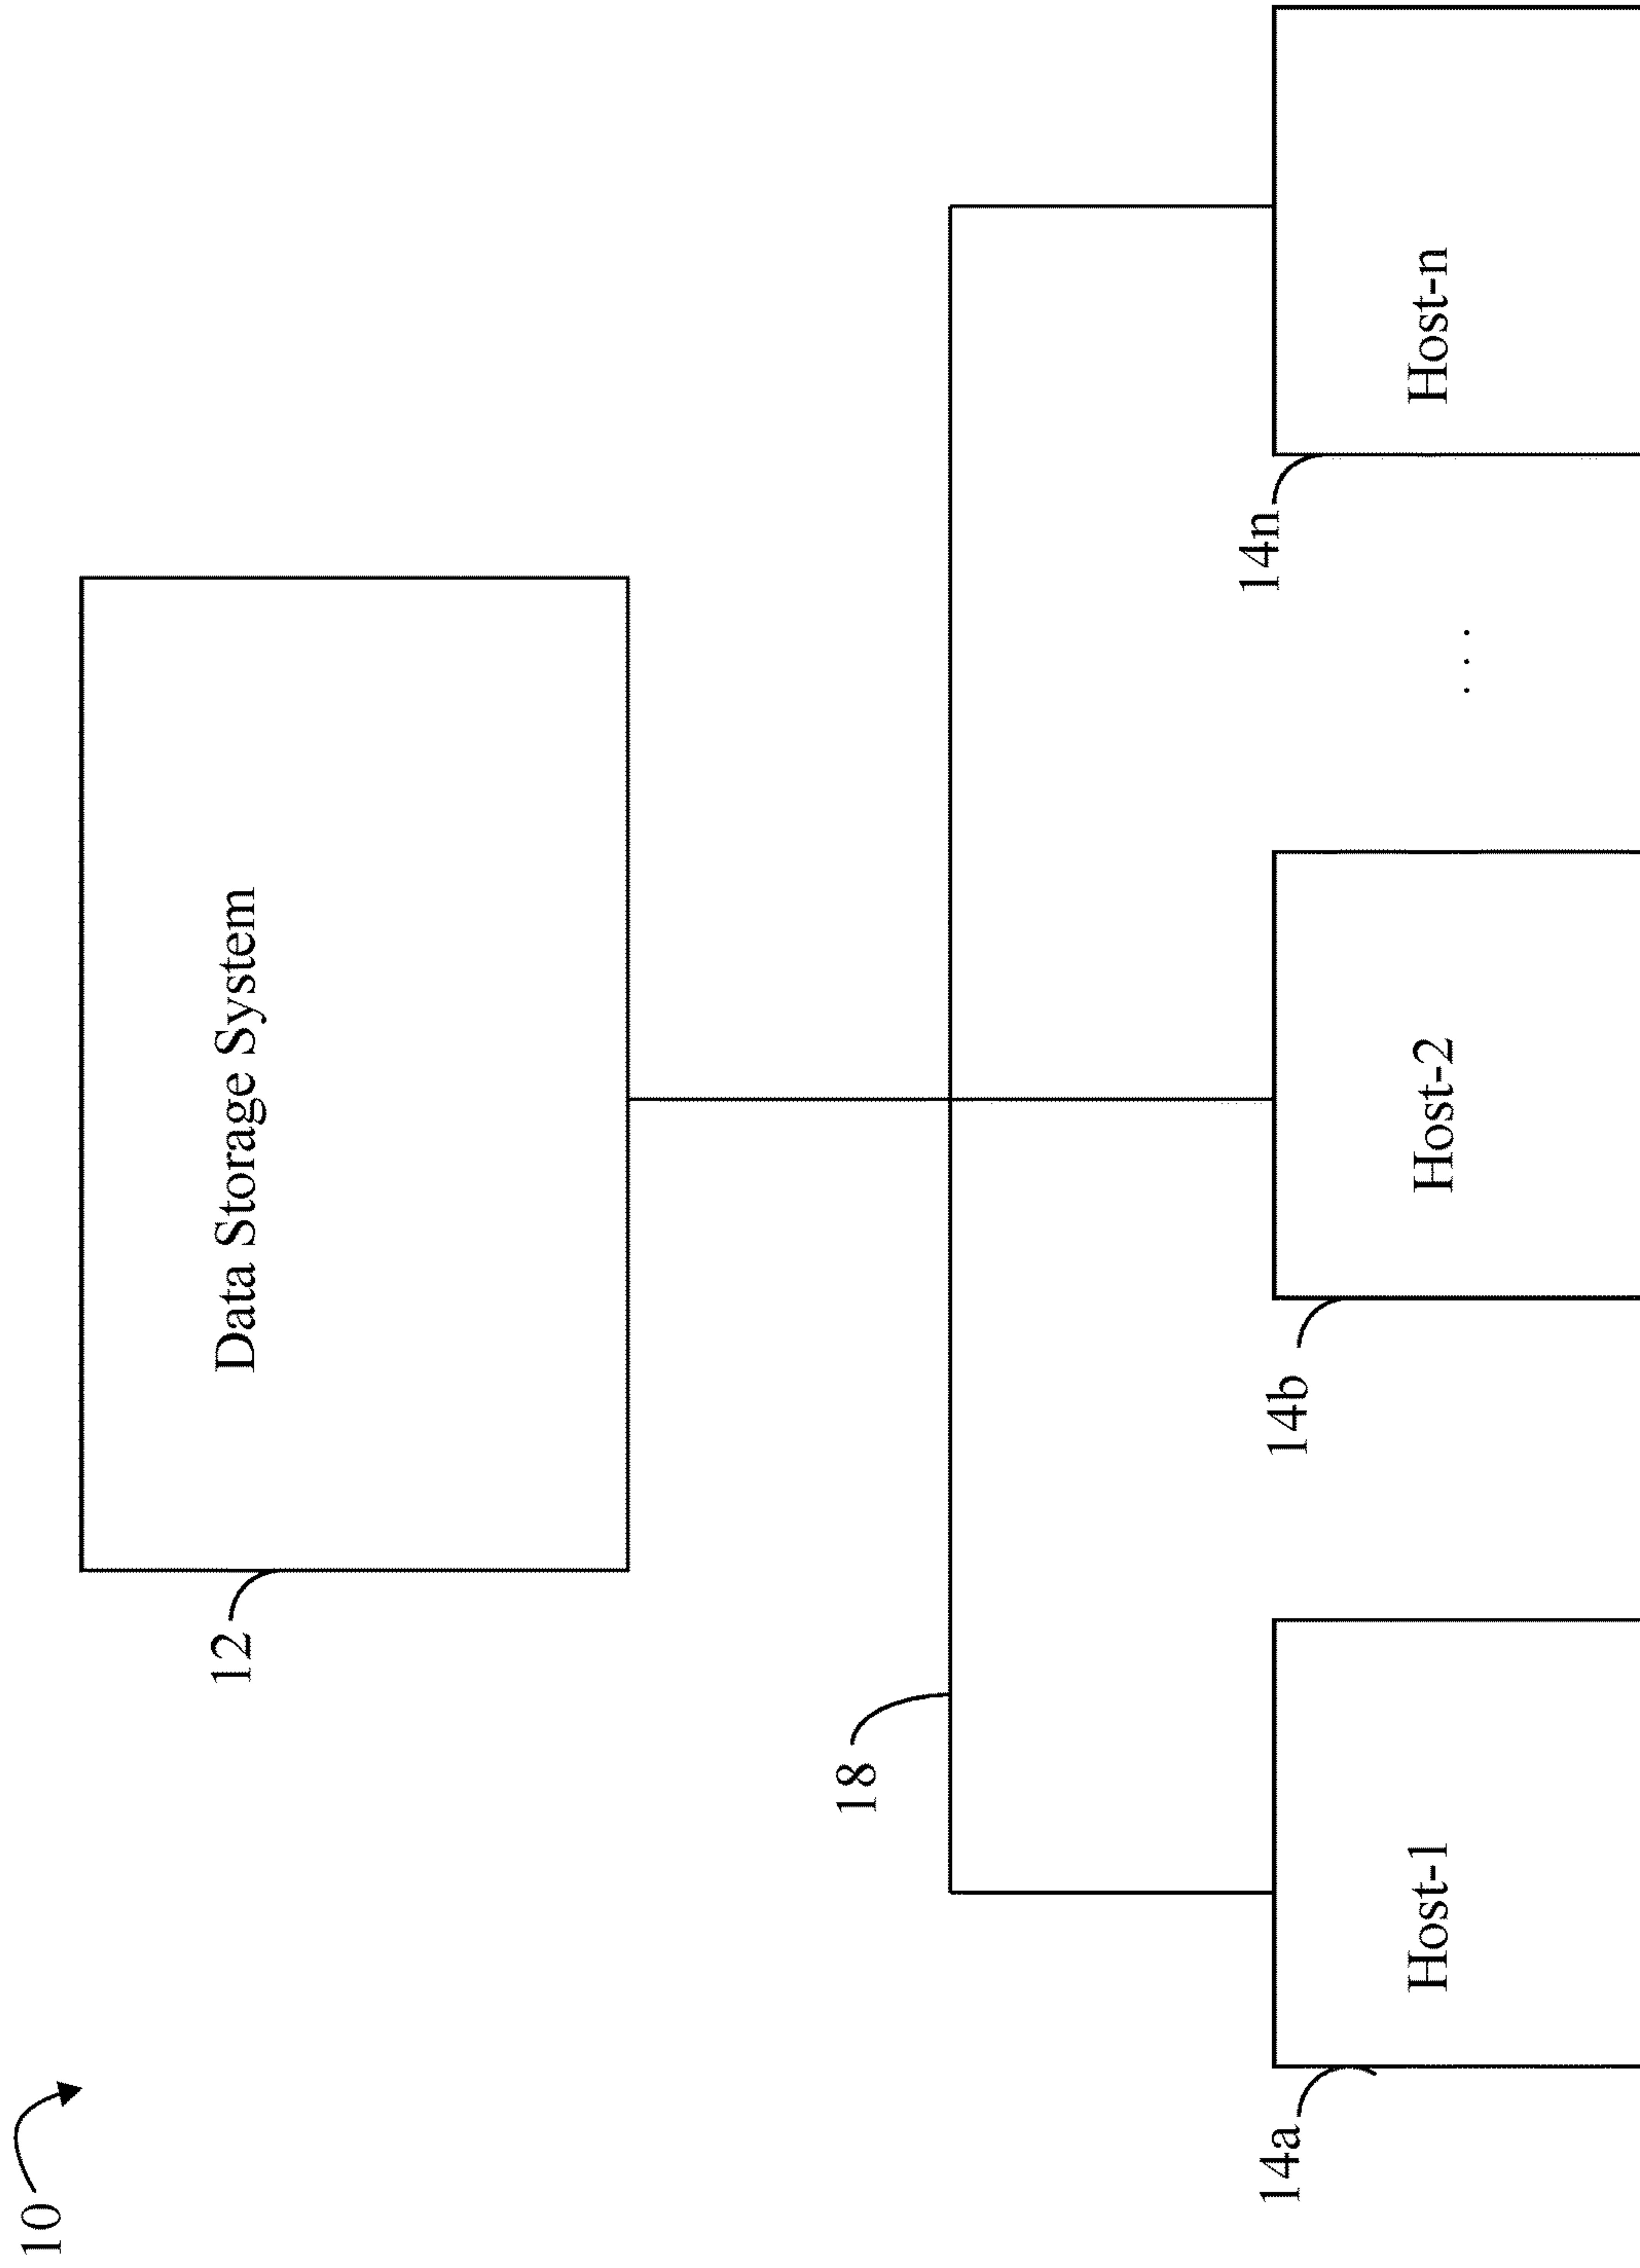 10
12
Data Storage System
18
14a
Host-1
14b
Host-2
. . .
14n
Host-n